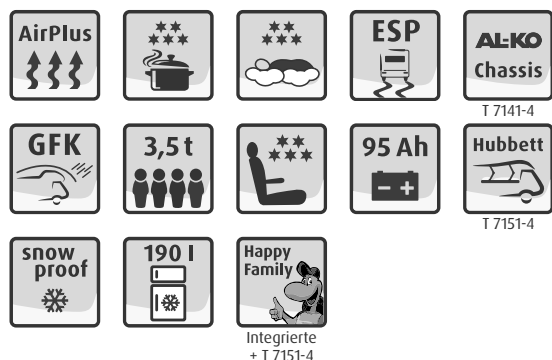 AirPlus
ESP
AL-KO
Chassis
T 7141-4
GFK
3,5 t
95 Ah
Hubbett
T 7151-4
snow
proof
190 l
Happy
Family
Integrierte
+ T 7151-4